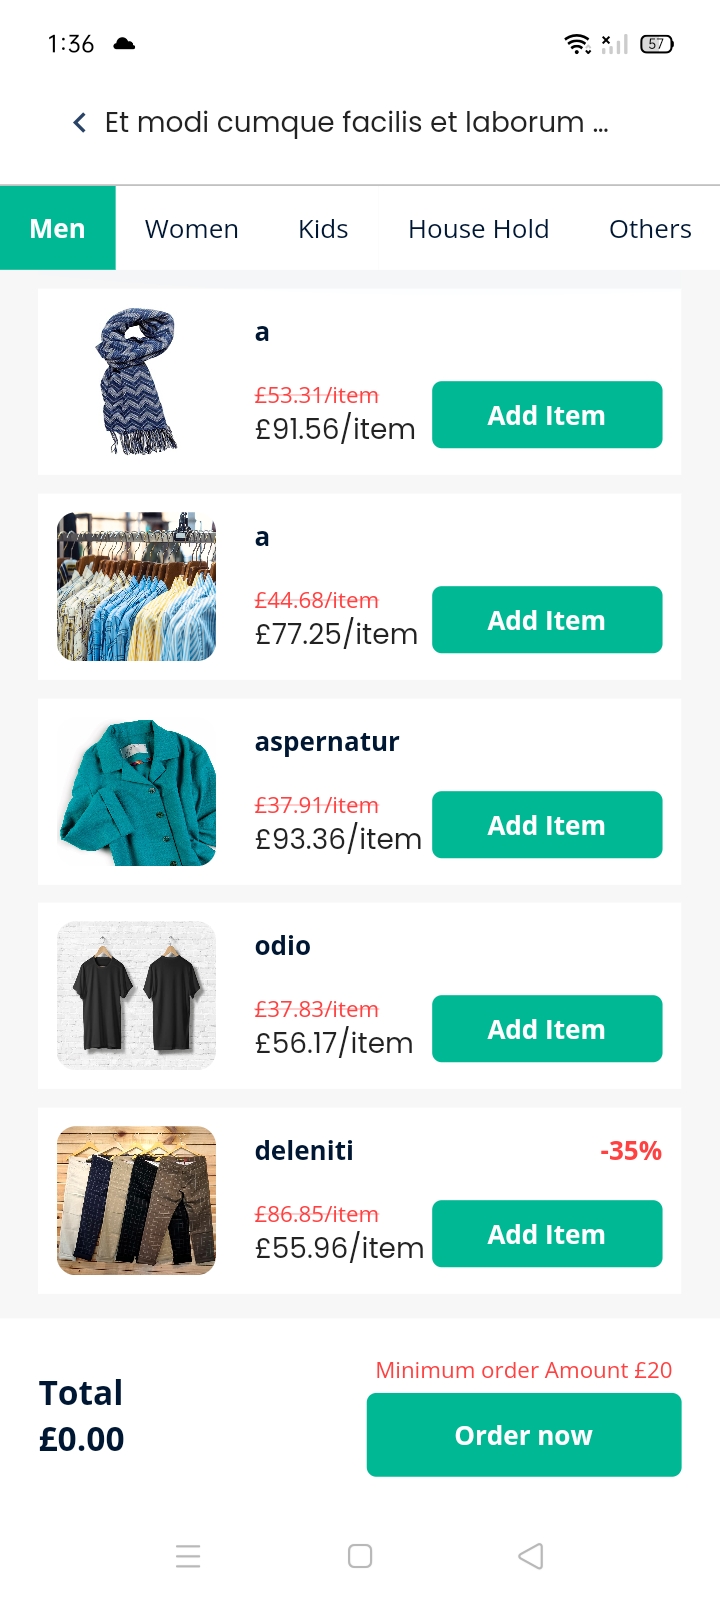 1:36
57
Et modi cumque facilis et laborum ...
Men Women Kids House Hold Others
a
£53.31/item
£91.56/item
Add Item
a
£44.68/item
£77.25/item
Add Item
aspernatur
£37.91/item
£93.36/item
Add Item
odio
£37.83/item
£56.17/item
Add Item
deleniti
-35%
£86.85/item
£55.96/item
Add Item
Minimum order Amount £20
Total
£0.00
Order now